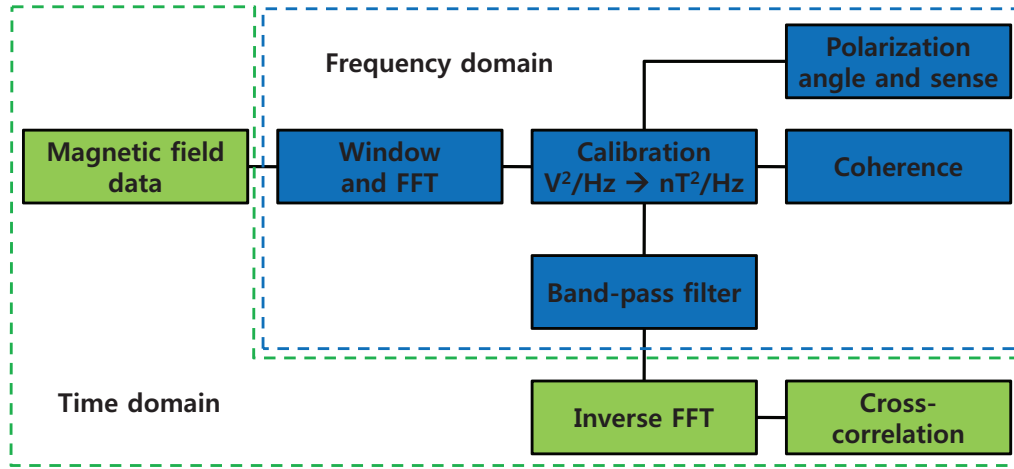 Frequency domain
Polarization
angle and sense
Magnetic field
data
Window
and FFT
Calibration
V²/Hz → nT²/Hz
Coherence
Band-pass filter
Time domain
Inverse FFT
Cross-
correlation